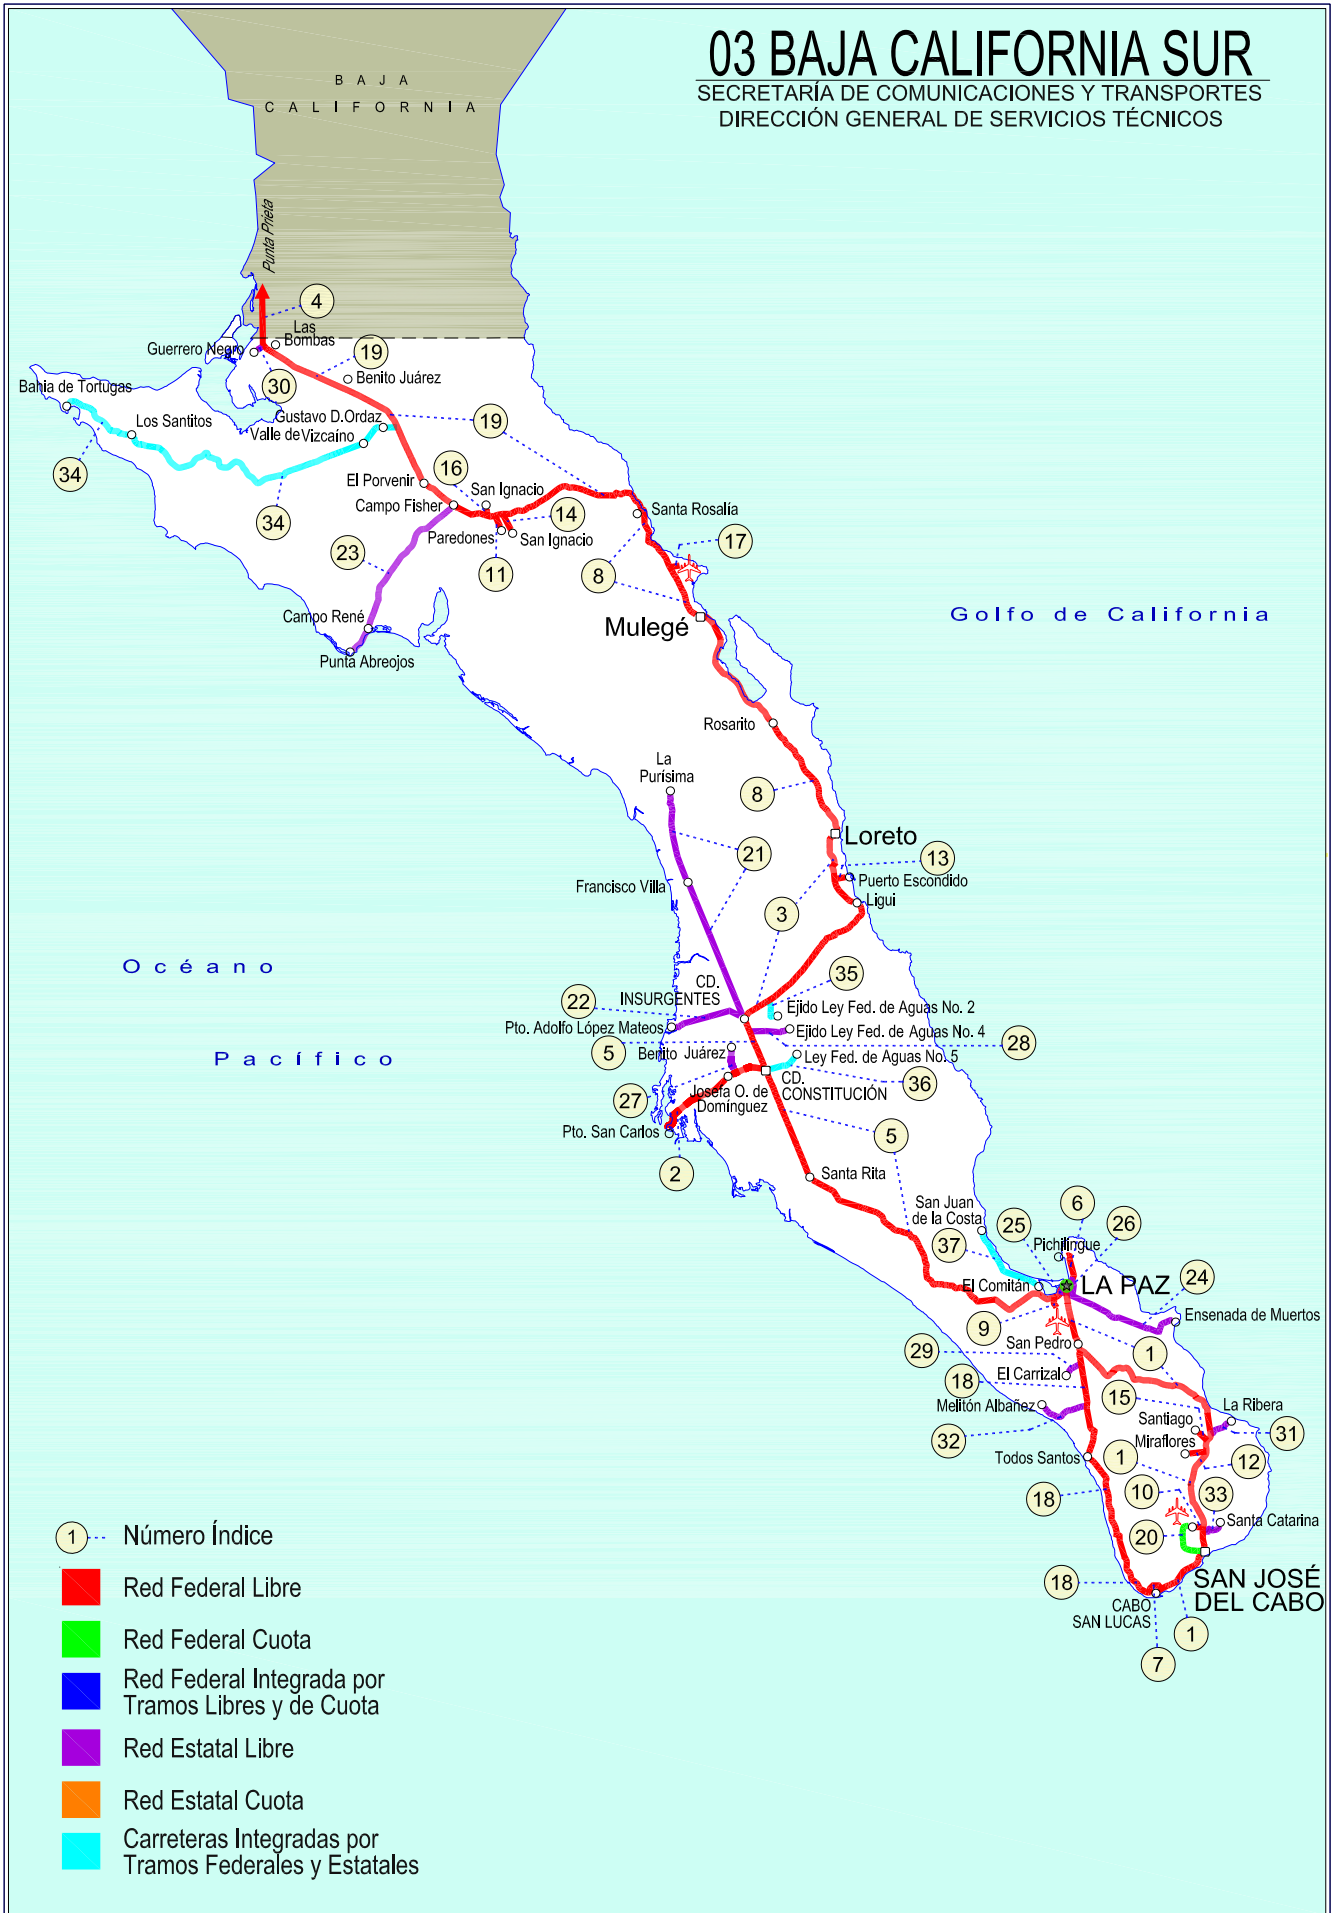 03 BAJA CALIFORNIA SUR
SECRETARÍA DE COMUNICACIONES Y TRANSPORTES
DIRECCIÓN GENERAL DE SERVICIOS TÉCNICOS
BAJA
CALIFORNIA
Punta Prieta
4
Las
Bombas
Guerrero Negro
19
30
Benito Juárez
Bahia de Tortugas
Los Santitos
Gustavo D.Ordaz
19
Valle de Vizcaíno
34
16
El Porvenir
San Ignacio
Campo Fisher
14
Santa Rosalía
34
Paredones
San Ignacio
17
23
11
8
Campo René
Mulegé
Golfo de California
Punta Abreojos
Rosarito
La
Purísima
8
Loreto
21
13
Francisco Villa
Puerto Escondido
Ligui
3
Océano
35
CD.
INSURGENTES
22
Ejido Ley Fed. de Aguas No. 2
Pto. Adolfo López Mateos
Ejido Ley Fed. de Aguas No. 4
28
5
Benito Juárez
Ley Fed. de Aguas No. 5
Pacífico
36
CD.
CONSTITUCIÓN
27
Josefa O. de
Domínguez
Pto. San Carlos
5
2
Santa Rita
San Juan
de la Costa
6
25
26
37
Pichilingue
El Comitán
LA PAZ
24
Ensenada de Muertos
9
San Pedro
29
1
El Carrizal
18
15
Melitón Albañez
La Ribera
Santiago
32
31
Miraflores
Todos Santos
1
12
18
10
33
Santa Catarina
20
18
SAN JOSÉ
DEL CABO
CABO
SAN LUCAS
1
7
1
Número Índice
Red Federal Libre
Red Federal Cuota
Red Federal Integrada por
Tramos Libres y de Cuota
Red Estatal Libre
Red Estatal Cuota
Carreteras Integradas por
Tramos Federales y Estatales